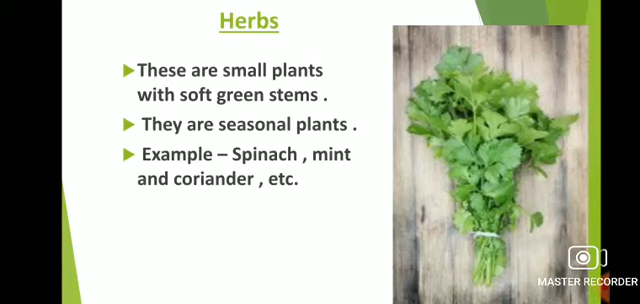 Herbs
These are small plants
with soft green stems .
They are seasonal plants .
Example – Spinach , mint
and coriander , etc.
MASTER RECORDER